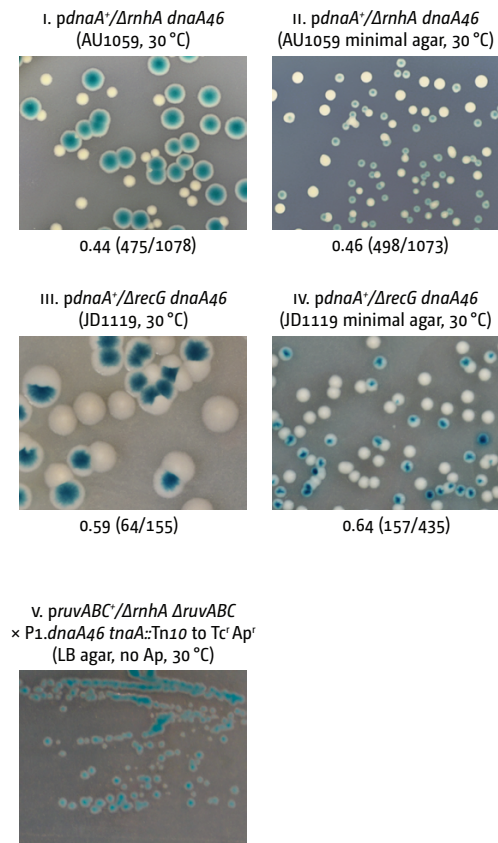 I. pdnaA⁺/ΔrnhA dnaA46
(AU1059, 30 °C)
0.44 (475/1078)
II. pdnaA⁺/ΔrnhA dnaA46
(AU1059 minimal agar, 30 °C)
0.46 (498/1073)
III. pdnaA⁺/ΔrecG dnaA46
(JD1119, 30 °C)
0.59 (64/155)
IV. pdnaA⁺/ΔrecG dnaA46
(JD1119 minimal agar, 30 °C)
0.64 (157/435)
V. pruvABC⁺/ΔrnhA ΔruvABC
× P1.dnaA46 tnaA::Tn10 to Tcʳ Apʳ
(LB agar, no Ap, 30 °C)